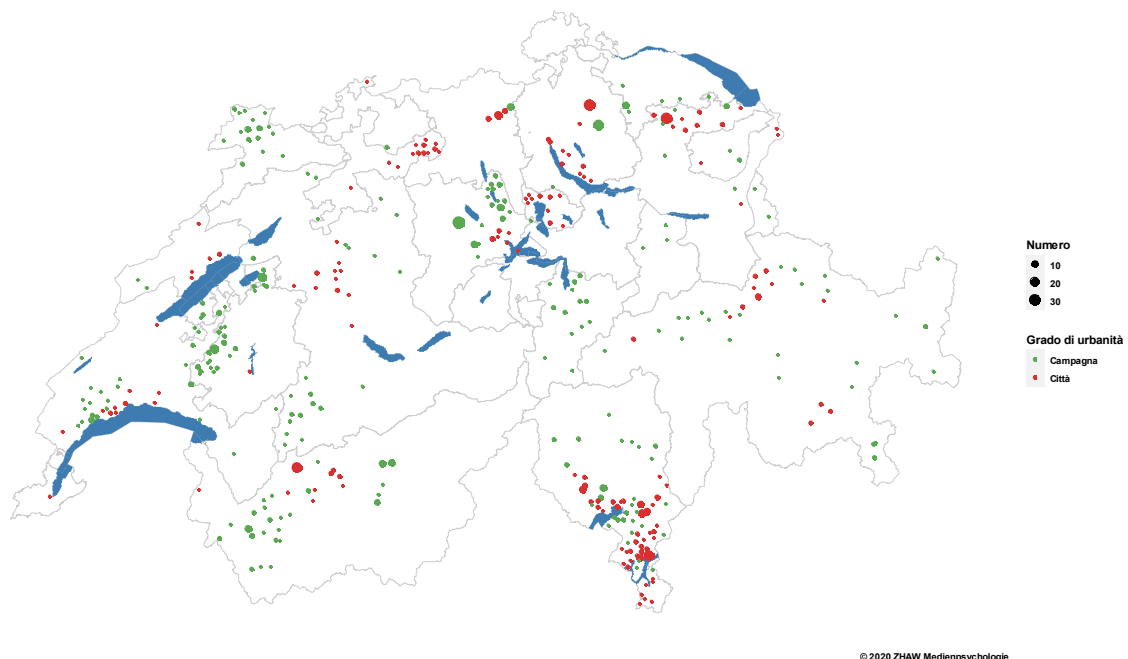 Numero
10
20
30
Grado di urbanità
Campagna
Città
© 2020 ZHAW Medienpsychologie